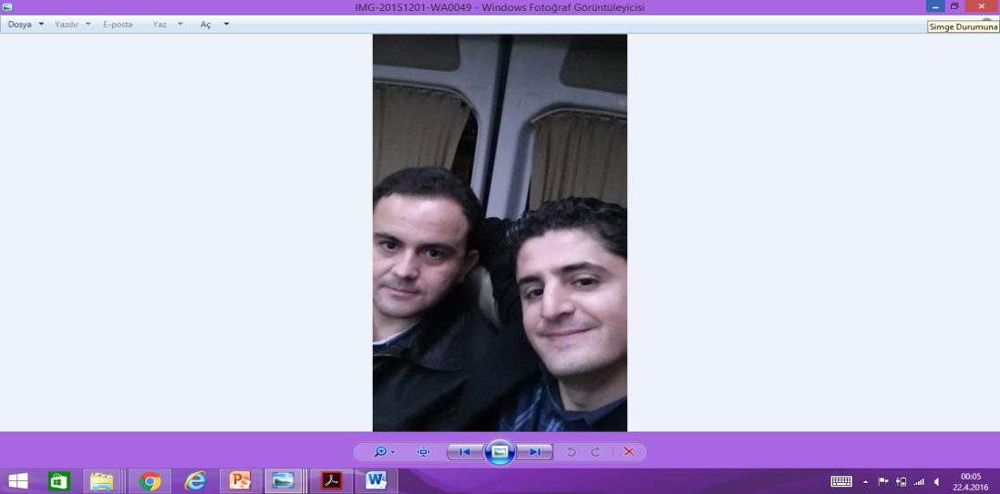 IMG-20151201-WA0049 - Windows Fotoğraf Görüntüleyicisi
Dosya Yazdır E-posta Yaz Aç
Simge Durumuna
00:05
22.4.2016